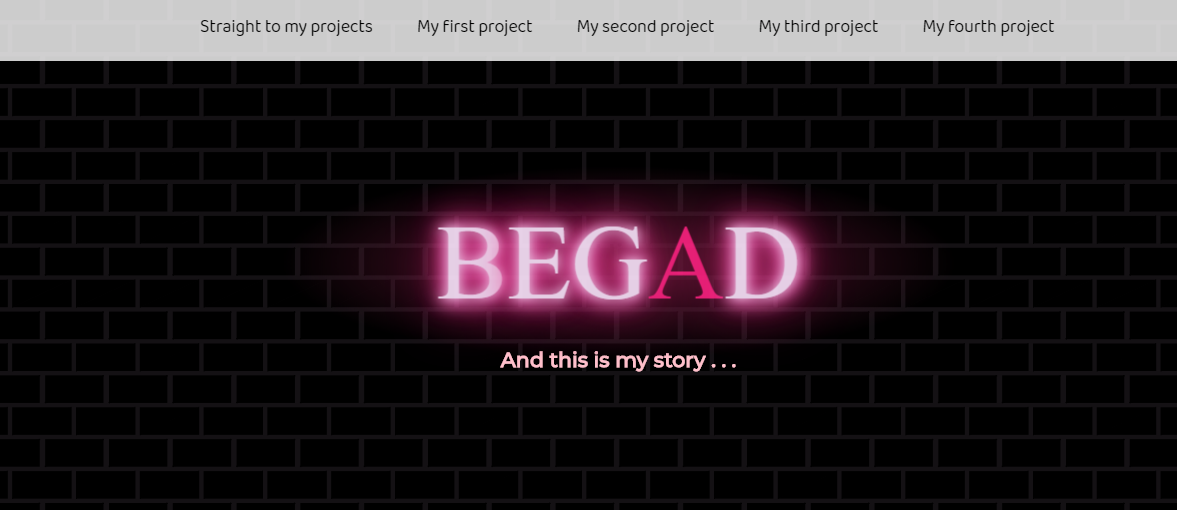 Straight to my projects My first project My second project My third project My fourth project
BEGAD
And this is my story . . .